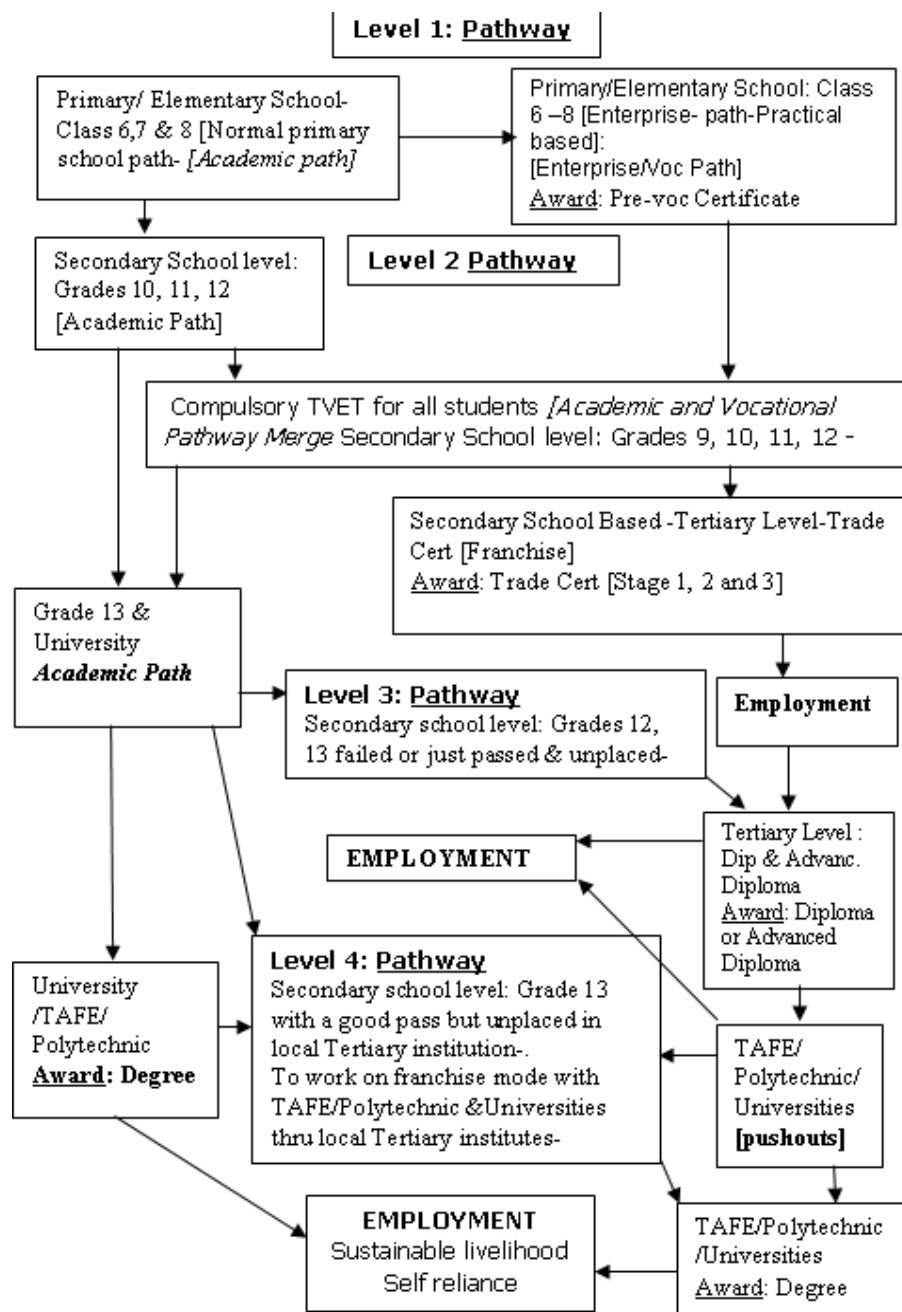 Level 1: Pathway
Primary/ Elementary School-
Class 6,7 & 8 [Normal primary
school path- [Academic path]
Primary/Elementary School: Class
6 –8 [Enterprise- path-Practical
based]:
[Enterprise/Voc Path]
Award: Pre-voc Certificate
Secondary School level:
Grades 10, 11, 12
[Academic Path]
Level 2 Pathway
Compulsory TVET for all students [Academic and Vocational
Pathway Merge Secondary School level: Grades 9, 10, 11, 12 -
Secondary School Based -Tertiary Level-Trade
Cert [Franchise]
Award: Trade Cert [Stage 1, 2 and 3]
Grade 13 &
University
Academic Path
Level 3: Pathway
Secondary school level: Grades 12,
13 failed or just passed & unplaced-
Employment
EMPLOYMENT
Tertiary Level :
Dip & Advanc.
Diploma
Award: Diploma
or Advanced
Diploma
University
/TAFE/
Polytechnic
Award: Degree
Level 4: Pathway
Secondary school level: Grade 13
with a good pass but unplaced in
local Tertiary institution-.
To work on franchise mode with
TAFE/Polytechnic &Universities
thru local Tertiary institutes-
TAFE/
Polytechnic/
Universities
[pushouts]
EMPLOYMENT
Sustainable livelihood
Self reliance
TAFE/Polytechnic
/Universities
Award: Degree